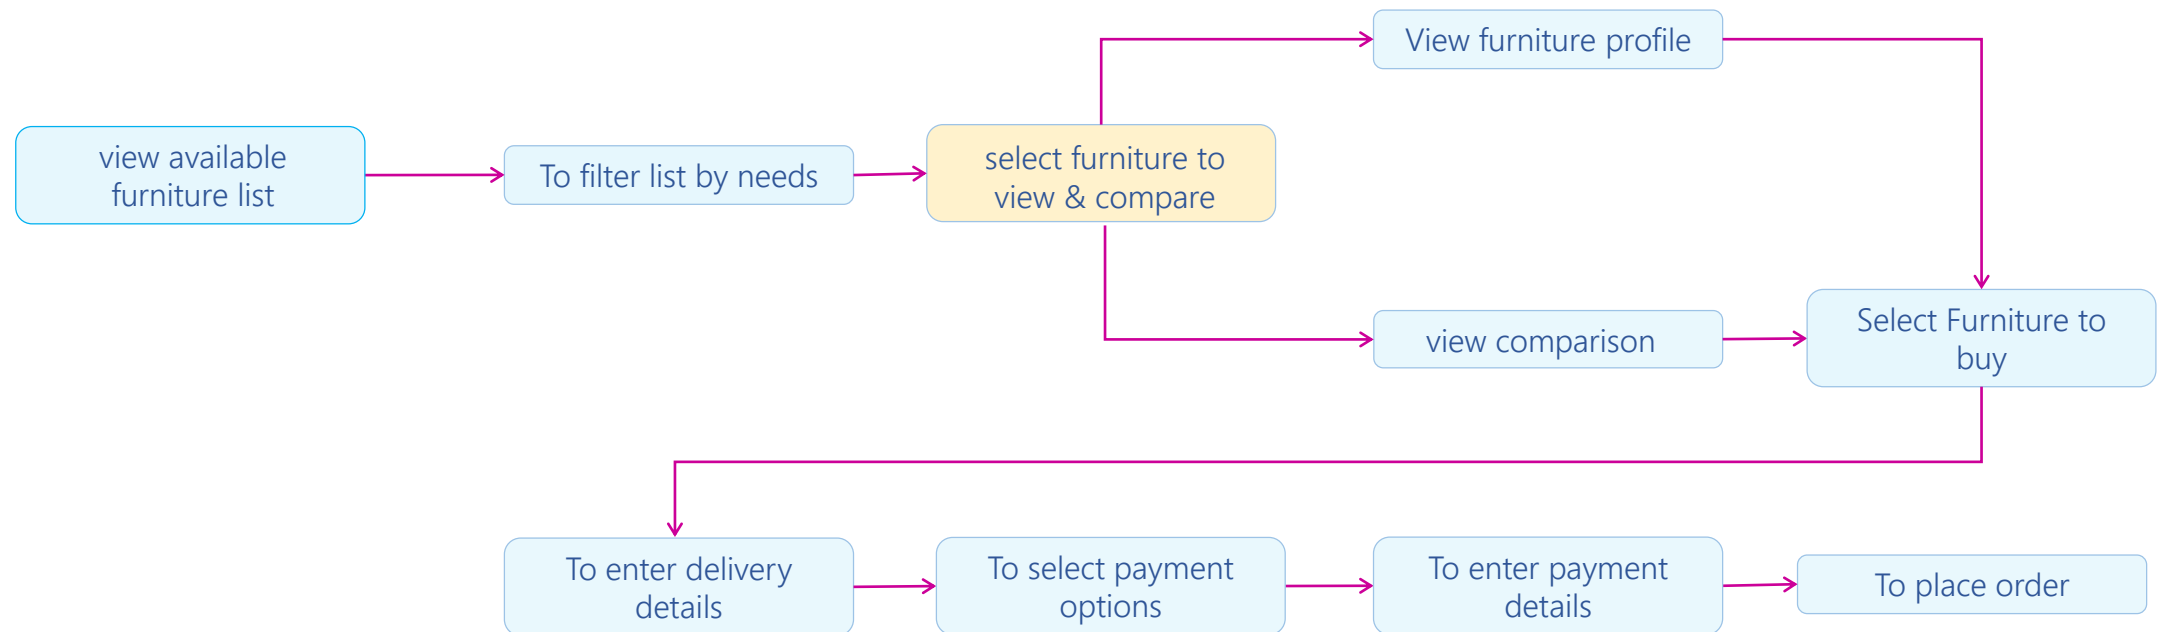 View furniture profile
view available
furniture list
To filter list by needs
select furniture to
view & compare
view comparison
Select Furniture to
buy
To enter delivery
details
To select payment
options
To enter payment
details
To place order